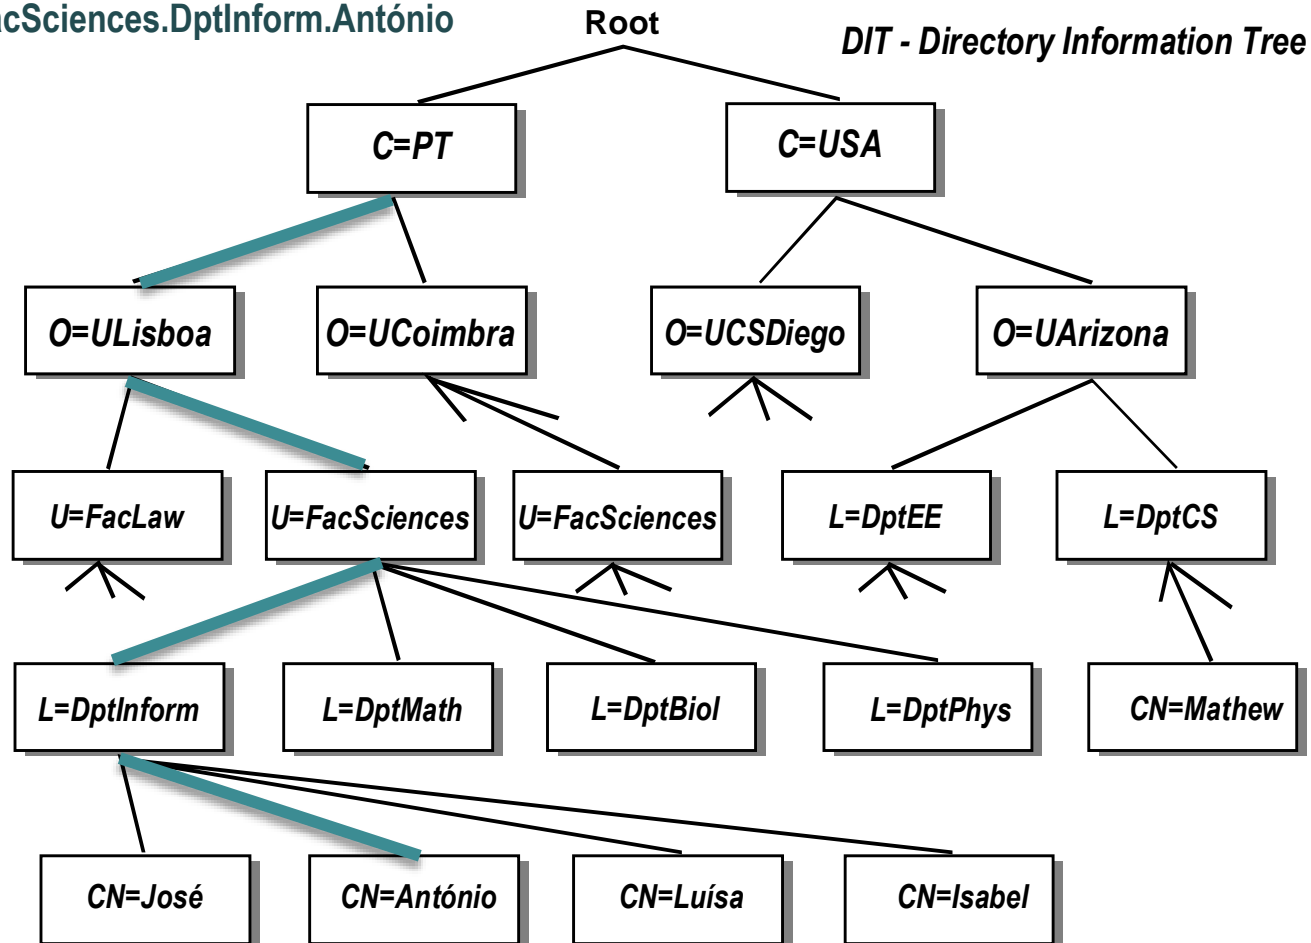 acSciences.DptInform.António
Root
DIT - Directory Information Tree
C=PT
C=USA
O=ULisboa
O=UCoimbra
O=UCSDiego
O=UArizona
U=FacLaw
U=FacSciences
U=FacSciences
L=DptEE
L=DptCS
L=DptInform
L=DptMath
L=DptBiol
L=DptPhys
CN=Mathew
CN=José
CN=António
CN=Luísa
CN=Isabel